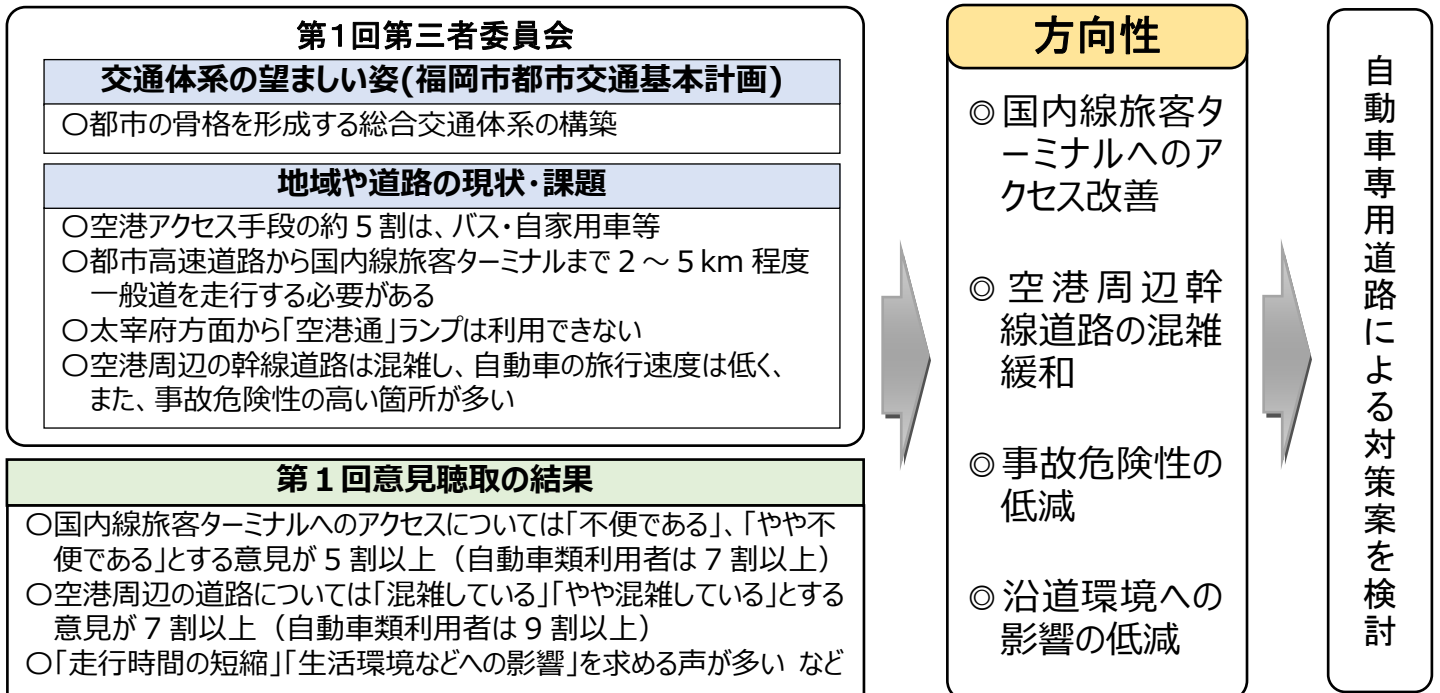 第1回第三者委員会
交通体系の望ましい姿(福岡市都市交通基本計画)
○都市の骨格を形成する総合交通体系の構築
地域や道路の現状・課題
○空港アクセス手段の約５割は、バス・自家用車等
○都市高速道路から国内線旅客ターミナルまで２～５km 程度
一般道を走行する必要がある
○太宰府方面から「空港通」ランプは利用できない
○空港周辺の幹線道路は混雑し、自動車の旅行速度は低く、
また、事故危険性の高い箇所が多い
第１回意見聴取の結果
○国内線旅客ターミナルへのアクセスについては「不便である」、「やや不
便である」とする意見が５割以上（自動車類利用者は７割以上）
○空港周辺の道路については「混雑している」「やや混雑している」とする
意見が７割以上（自動車類利用者は９割以上）
○「走行時間の短縮」「生活環境などへの影響」を求める声が多い など
方向性
◎国内線旅客タ
ーミナルへのア
クセス改善
◎空港周辺幹
線道路の混雑
緩和
◎事故危険性の
低減
◎沿道環境への
影響の低減
自動車専用道路による対策案を検討